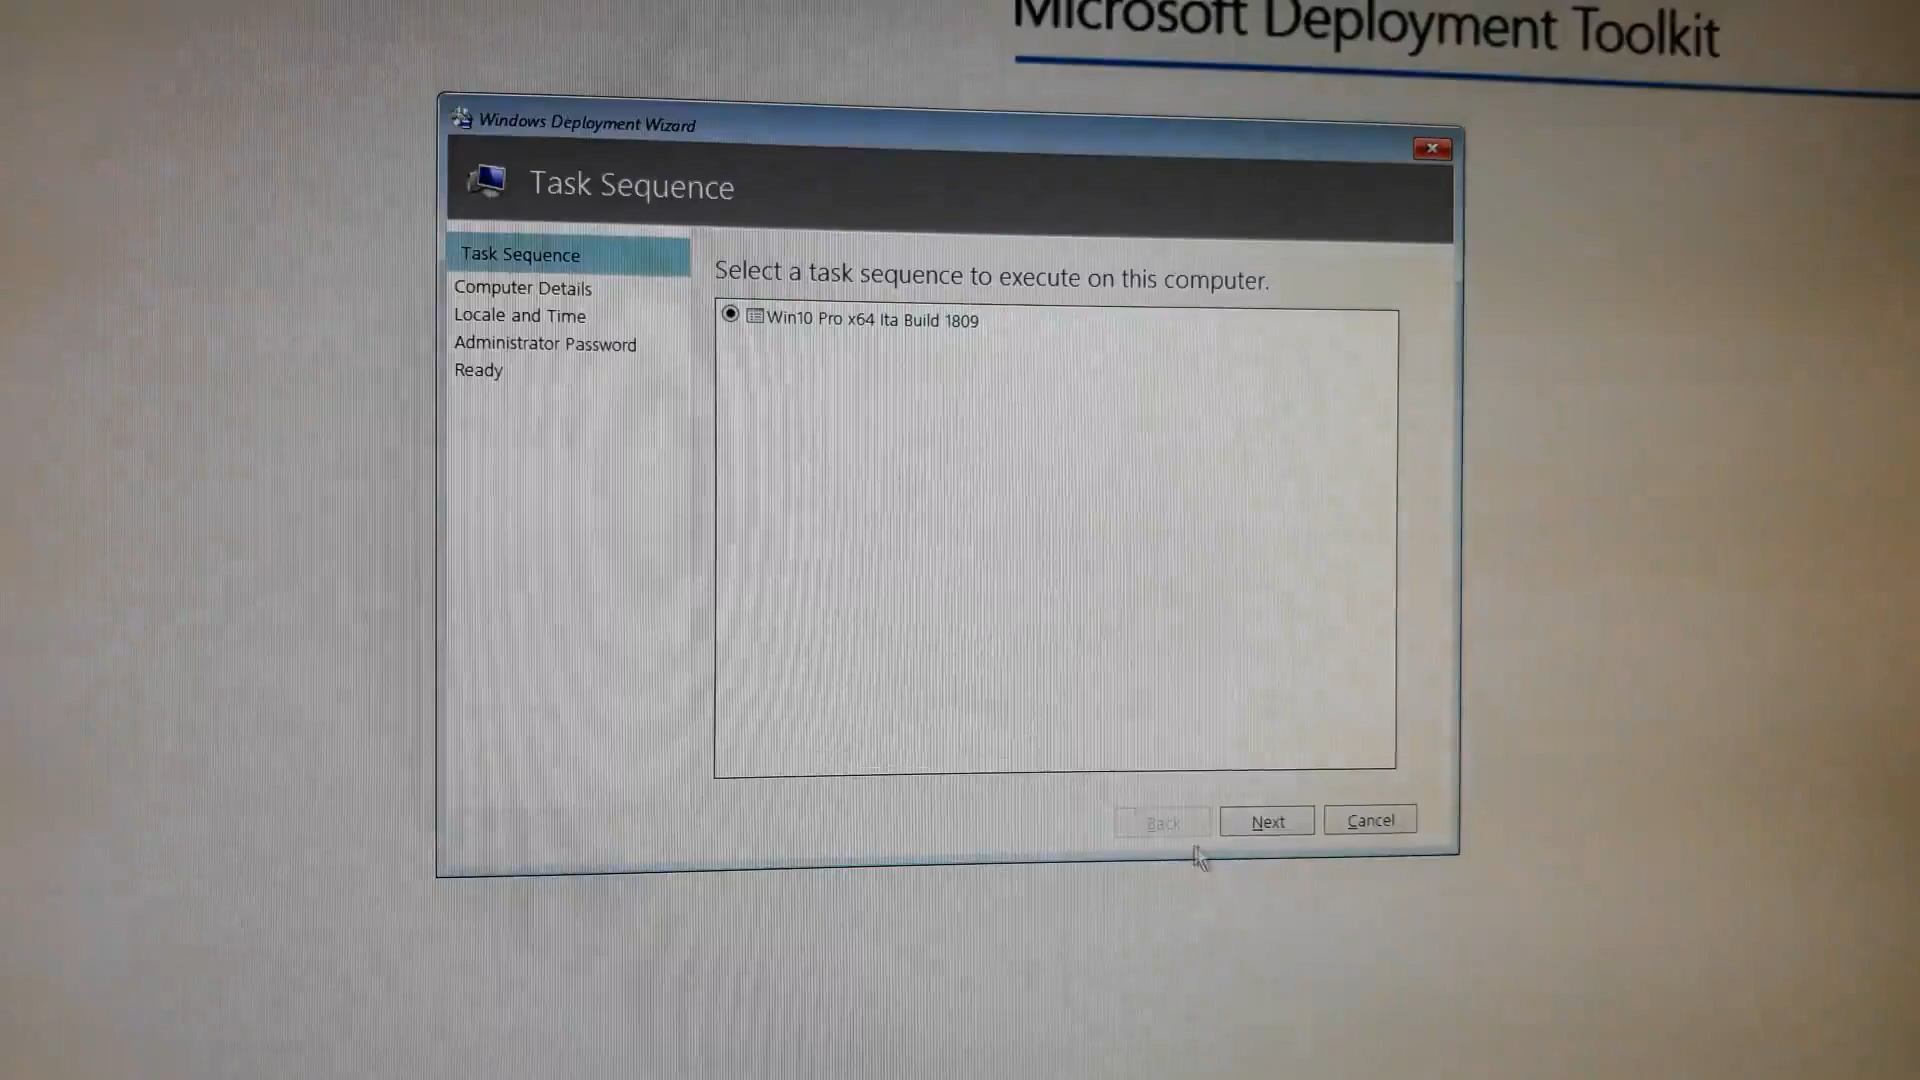 Microsoft Deployment Toolkit
Windows Deployment Wizard
Task Sequence
Task Sequence
Computer Details
Locale and Time
Administrator Password
Ready
Select a task sequence to execute on this computer.
Win10 Pro x64 Ita Build 1809
Back
Next
Cancel